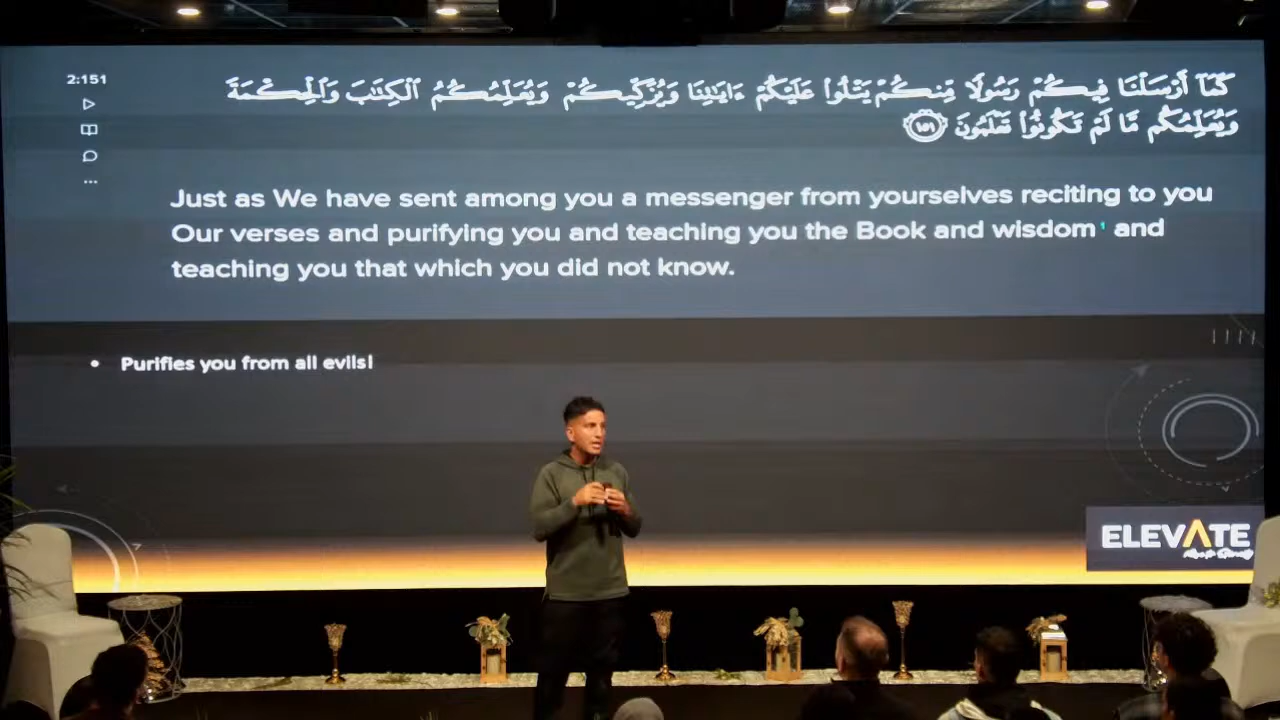 2:151
كَمَآ أَرْسَلْنَا فِيكُمْ رَسُولًا مِّنكُمْ يَتْلُوا۟ عَلَيْكُمْ ءَايَـٰتِنَا وَيُزَكِّيكُمْ وَيُعَلِّمُكُمُ ٱلْكِتَـٰبَ وَٱلْحِكْمَةَ
وَيُعَلِّمُكُم مَّا لَمْ تَكُونُوا۟ تَعْلَمُونَ ١٥١
Just as We have sent among you a messenger from yourselves reciting to you
Our verses and purifying you and teaching you the Book and wisdom¹ and
teaching you that which you did not know.
• Purifies you from all evils!
ELEVATE